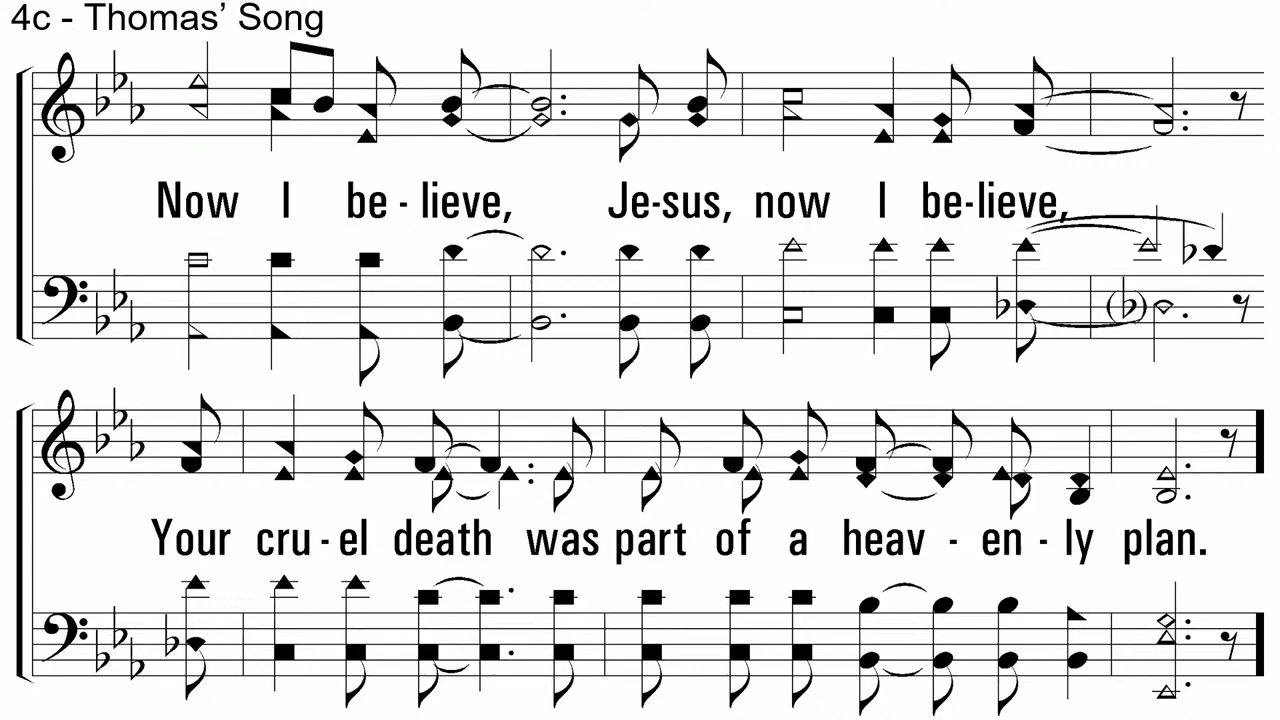 4c - Thomas’ Song
Now I be - lieve, Je-sus, now I be-lieve,
Your cru - el death was part of a heav - en - ly plan.